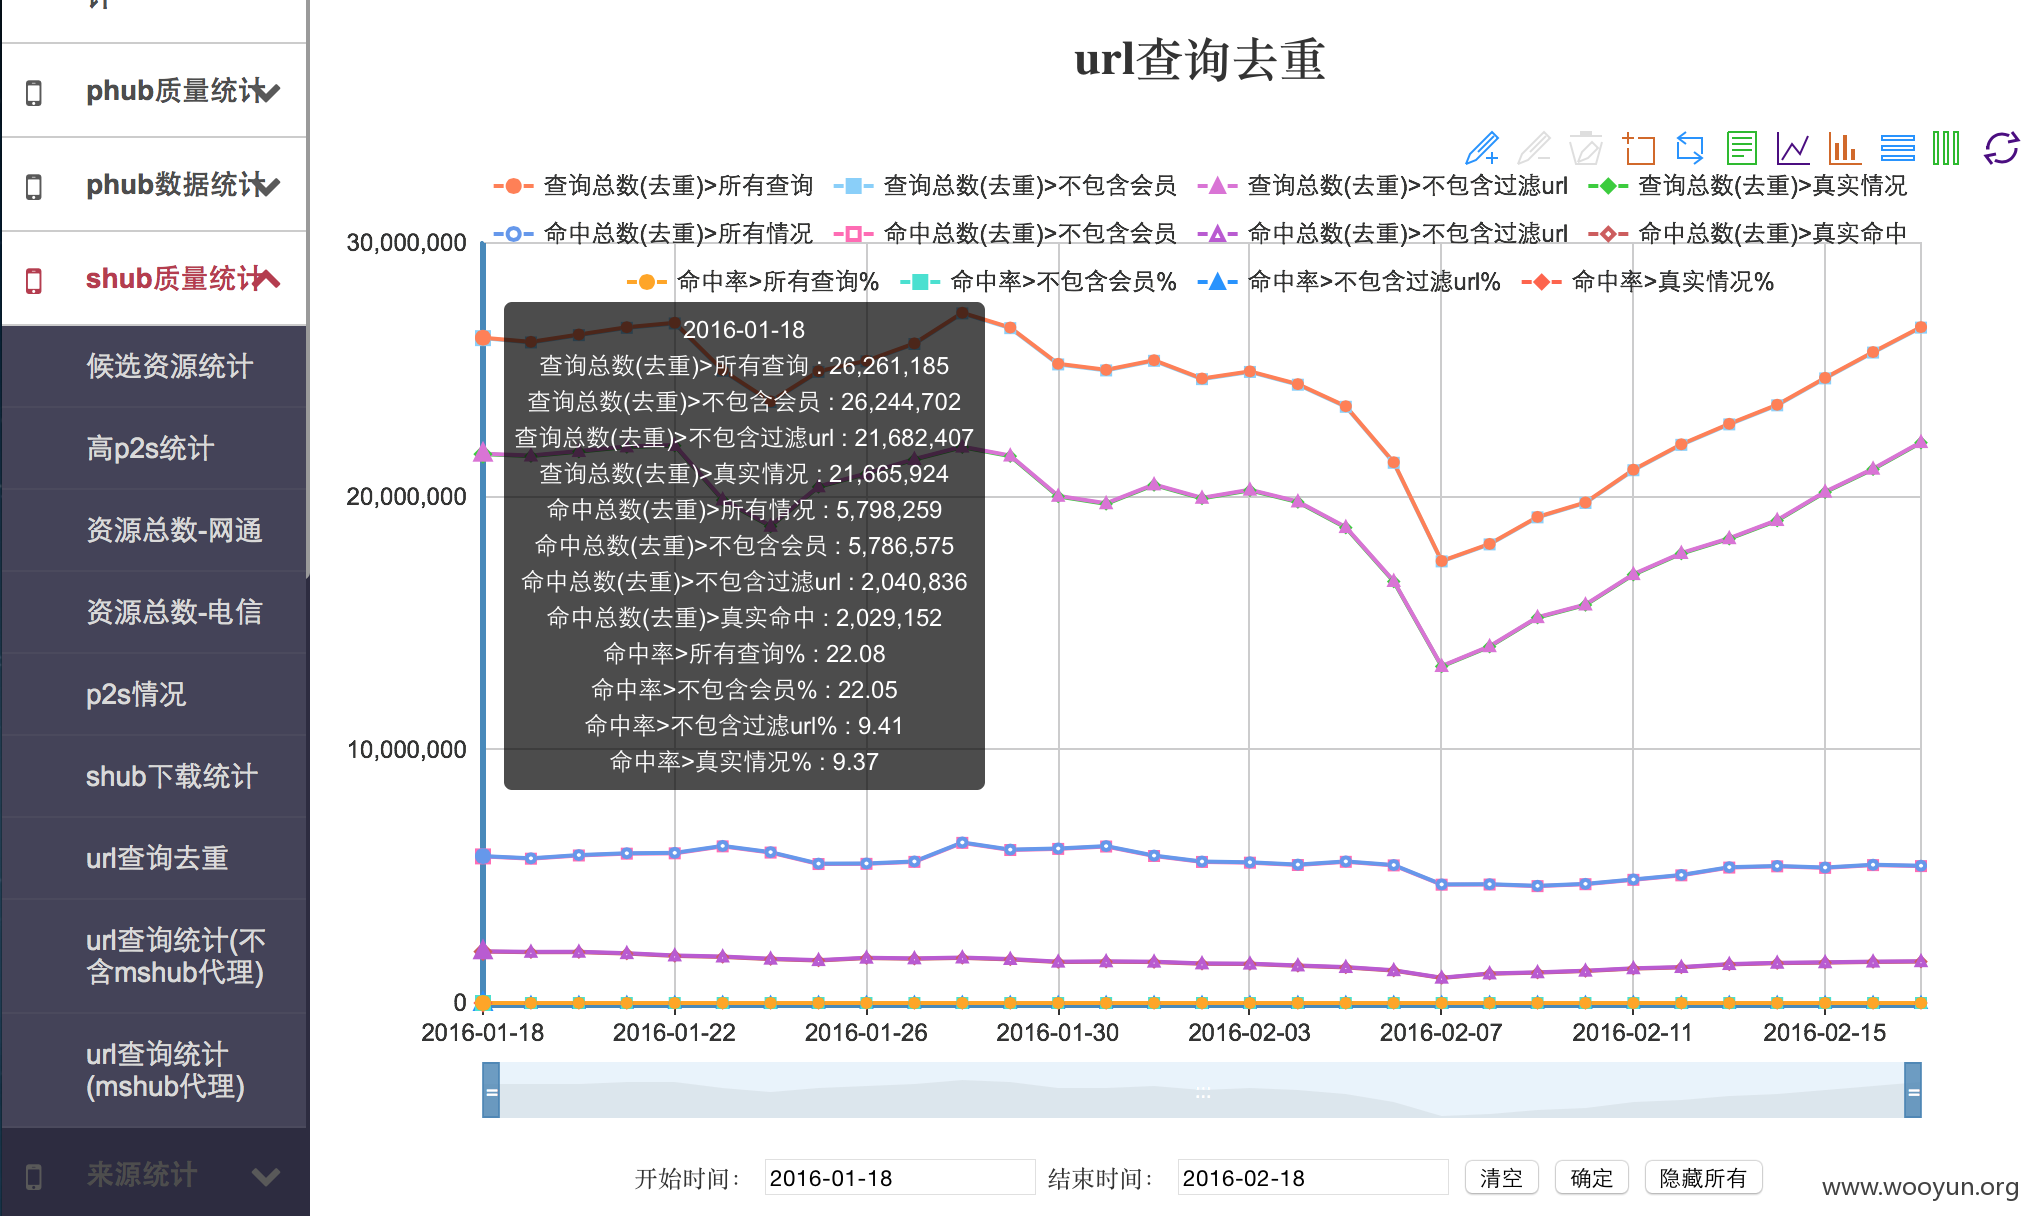 计
phub质量统计
phub数据统计
shub质量统计
候选资源统计
高p2s统计
资源总数-网通
资源总数-电信
p2s情况
shub下载统计
url查询去重
url查询统计(不
含mshub代理)
url查询统计
(mshub代理)
来源统计
url查询去重
查询总数(去重)>所有查询 查询总数(去重)>不包含会员 查询总数(去重)>不包含过滤url 查询总数(去重)>真实情况
命中总数(去重)>所有情况 命中总数(去重)>不包含会员 命中总数(去重)>不包含过滤url 命中总数(去重)>真实命中
命中率>所有查询% 命中率>不包含会员% 命中率>不包含过滤url% 命中率>真实情况%
30,000,000
20,000,000
10,000,000
0
2016-01-18
查询总数(去重)>所有查询 : 26,261,185
查询总数(去重)>不包含会员 : 26,244,702
查询总数(去重)>不包含过滤url : 21,682,407
查询总数(去重)>真实情况 : 21,665,924
命中总数(去重)>所有情况 : 5,798,259
命中总数(去重)>不包含会员 : 5,786,575
命中总数(去重)>不包含过滤url : 2,040,836
命中总数(去重)>真实命中 : 2,029,152
命中率>所有查询% : 22.08
命中率>不包含会员% : 22.05
命中率>不包含过滤url% : 9.41
命中率>真实情况% : 9.37
2016-01-18 2016-01-22 2016-01-26 2016-01-30 2016-02-03 2016-02-07 2016-02-11 2016-02-15
开始时间： 2016-01-18 结束时间： 2016-02-18 清空 确定 隐藏所有
www.wooyun.org